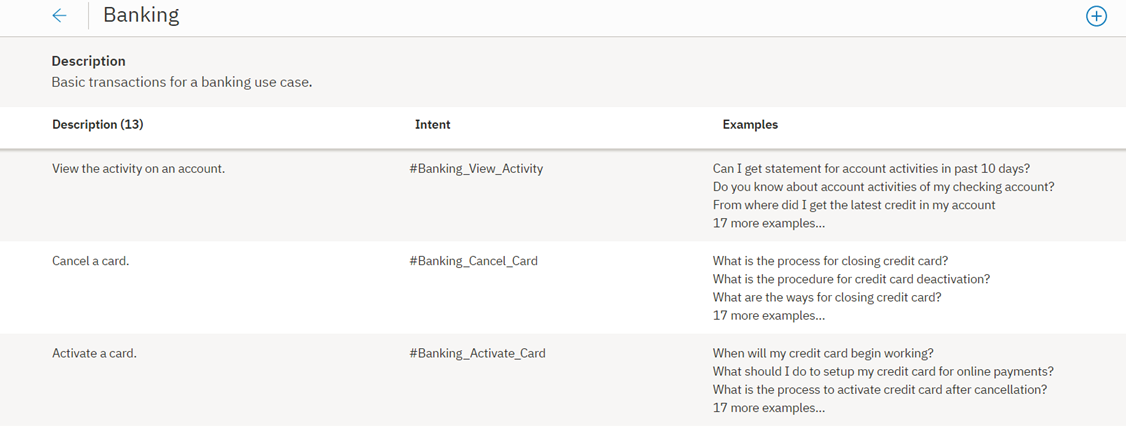 Banking
Description
Basic transactions for a banking use case.
Description (13) Intent Examples
View the activity on an account. #Banking_View_Activity Can I get statement for account activities in past 10 days?
Do you know about account activities of my checking account?
From where did I get the latest credit in my account
17 more examples...
Cancel a card. #Banking_Cancel_Card What is the process for closing credit card?
What is the procedure for credit card deactivation?
What are the ways for closing credit card?
17 more examples...
Activate a card. #Banking_Activate_Card When will my credit card begin working?
What should I do to setup my credit card for online payments?
What is the process to activate credit card after cancellation?
17 more examples...